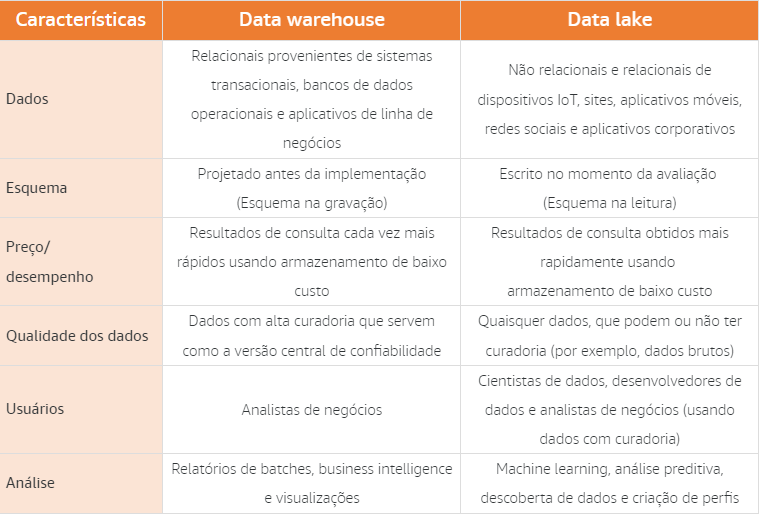 Características Data warehouse Data lake
Dados
Relacionais provenientes de sistemas
transacionais, bancos de dados
operacionais e aplicativos de linha de
negócios
Não relacionais e relacionais de
dispositivos IoT, sites, aplicativos móveis,
redes sociais e aplicativos corporativos
Esquema
Projetado antes da implementação
(Esquema na gravação)
Escrito no momento da avaliação
(Esquema na leitura)
Preço/
desempenho
Resultados de consulta cada vez mais
rápidos usando armazenamento de baixo
custo
Resultados de consulta obtidos mais
rapidamente usando
armazenamento de baixo custo
Qualidade dos dados
Dados com alta curadoria que servem
como a versão central de confiabilidade
Quaisquer dados, que podem ou não ter
curadoria (por exemplo, dados brutos)
Usuários
Analistas de negócios
Cientistas de dados, desenvolvedores de
dados e analistas de negócios (usando
dados com curadoria)
Análise
Relatórios de batches, business intelligence
e visualizações
Machine learning, análise preditiva,
descoberta de dados e criação de perfis